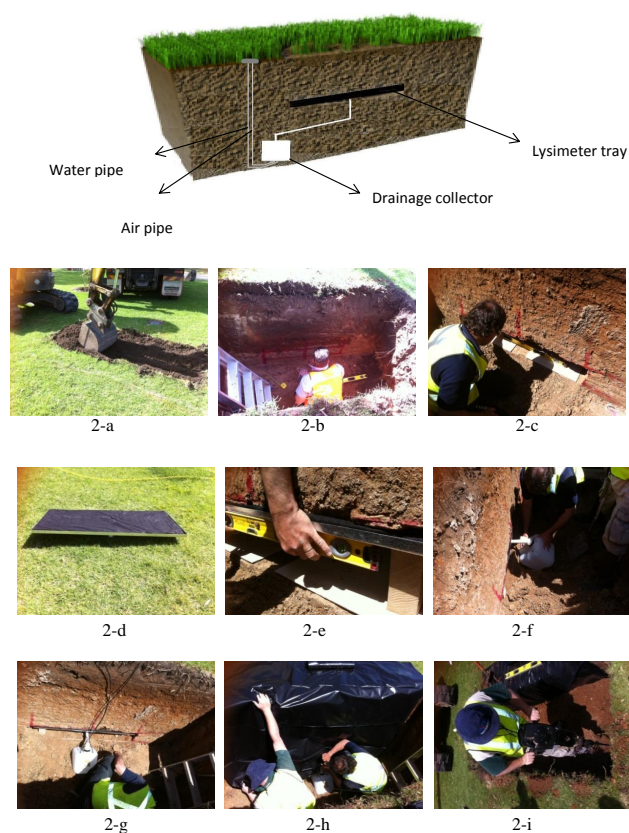 Water pipe
Air pipe
Lysimeter tray
Drainage collector
2-a
2-b
2-c
2-d
2-e
2-f
2-g
2-h
2-i